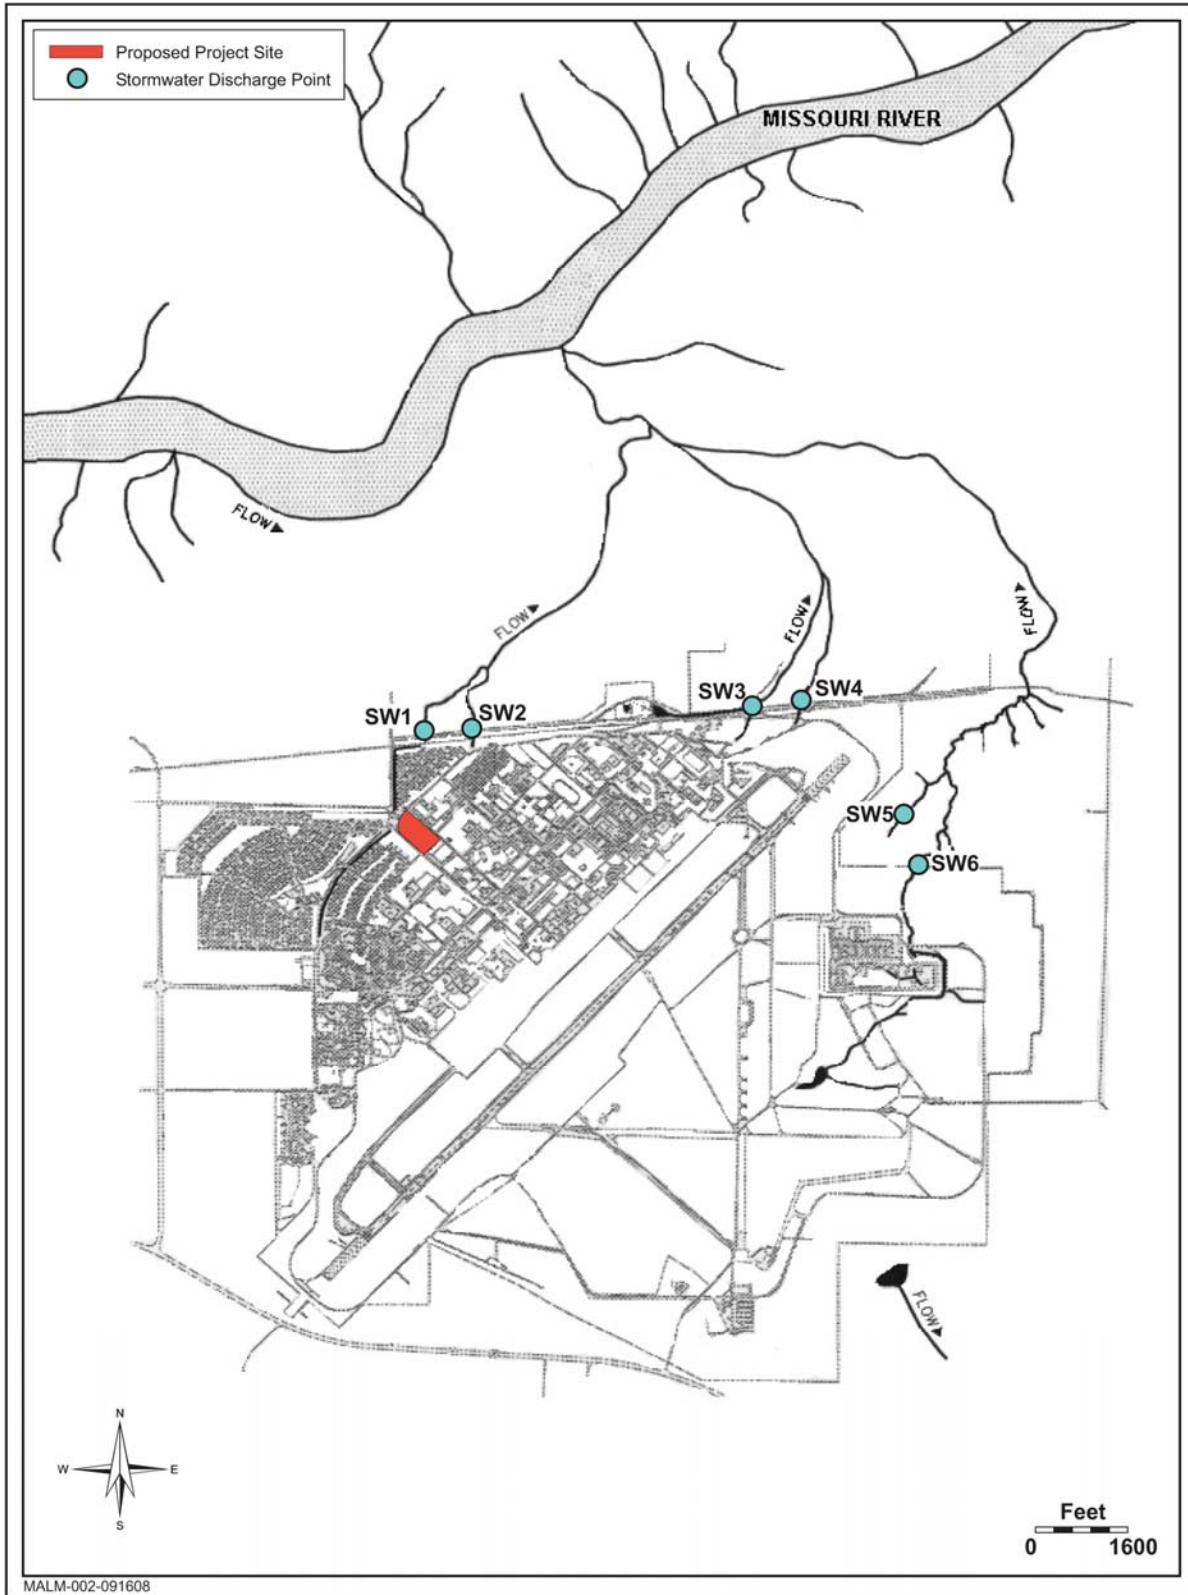 Proposed Project Site
Stormwater Discharge Point
MISSOURI RIVER
FLOW
FLOW
FLOW
FLOW
SW1
SW2
SW3
SW4
SW5
SW6
FLOW
N
W E
S
Feet
0 1600
MALM-002-091608